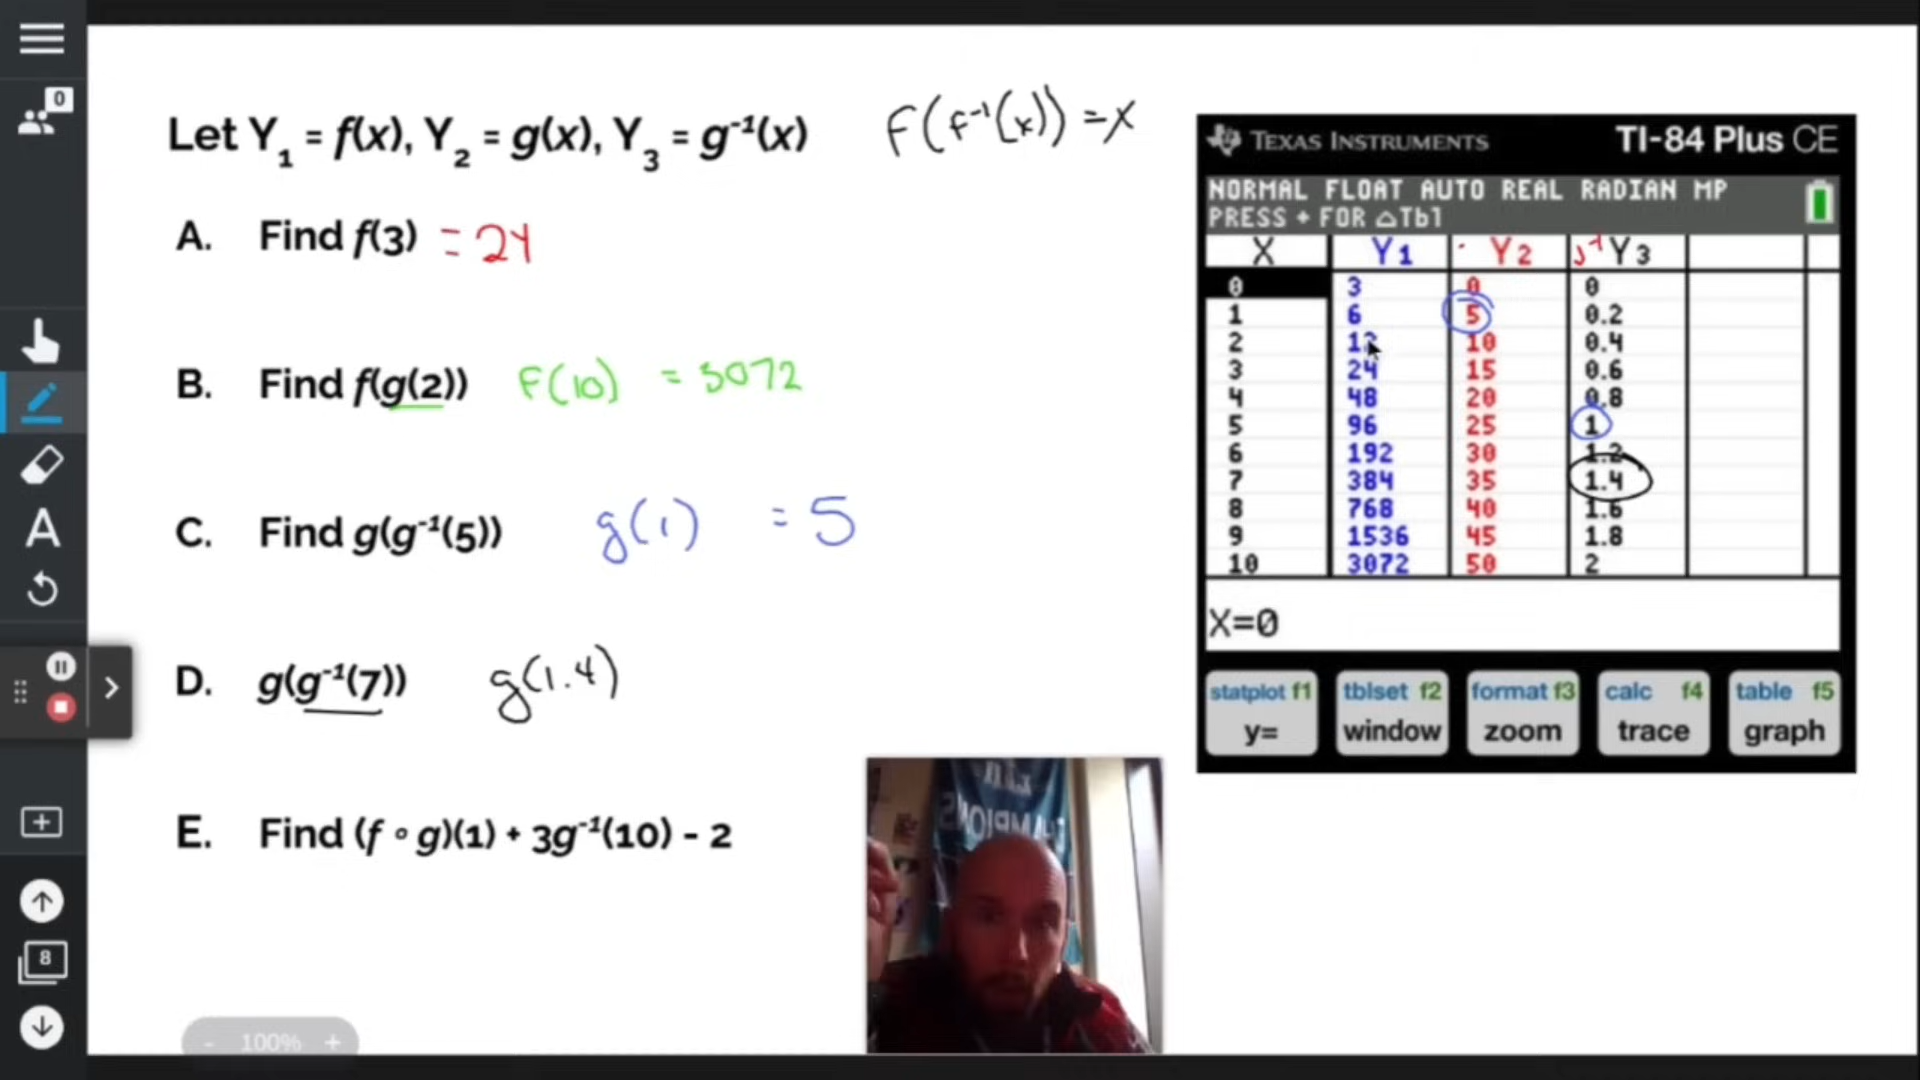 0
Let Y₁ = f(x), Y₂ = g(x), Y₃ = g⁻¹(x)
F(f⁻¹(x)) = x
A. Find f(3) = 24
B. Find f(g(2)) F(10) = 3072
C. Find g(g⁻¹(5)) g(1) = 5
D. g(g⁻¹(7)) g(1.4)
E. Find (f ∘ g)(1) + 3g⁻¹(10) - 2
TEXAS INSTRUMENTS TI-84 Plus CE
NORMAL FLOAT AUTO REAL RADIAN MP
PRESS + FOR △Tbl
X Y1 Y2 Y3
0 3 0 0
1 6 5 0.2
2 12 10 0.4
3 24 15 0.6
4 48 20 0.8
5 96 25 1
6 192 30 1.2
7 384 35 1.4
8 768 40 1.6
9 1536 45 1.8
10 3072 50 2
X=0
statplot f1 tblset f2 format f3 calc f4 table f5
y= window zoom trace graph
A
8
- 100% +